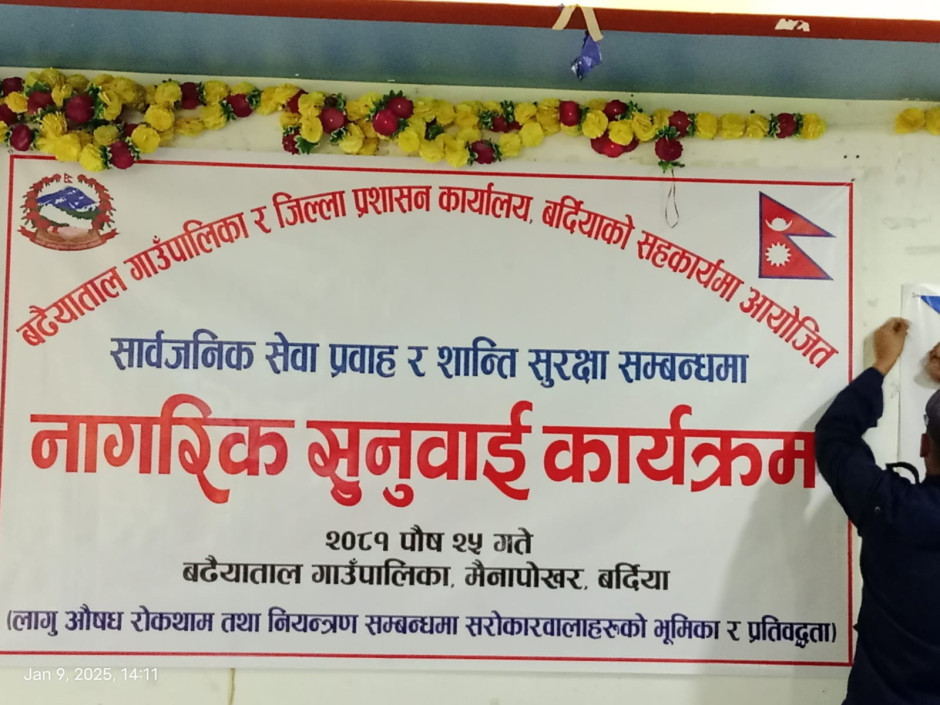 बढैयाताल गाउँपालिका र जिल्ला प्रशासन कार्यालय, बर्दियाको सहकार्यमा आयोजित
सार्वजनिक सेवा प्रवाह र शान्ति सुरक्षा सम्बन्धमा
नागरिक सुनुवाई कार्यक्रम
२०८१ पौष २५ गते
बढैयाताल गाउँपालिका, मैनापोखर, बर्दिया
(लागु औषध रोकथाम तथा नियन्त्रण सम्बन्धमा सरोकारवालाहरुको भूमिका र प्रतिवद्धता)
Jan 9, 2025, 14:11